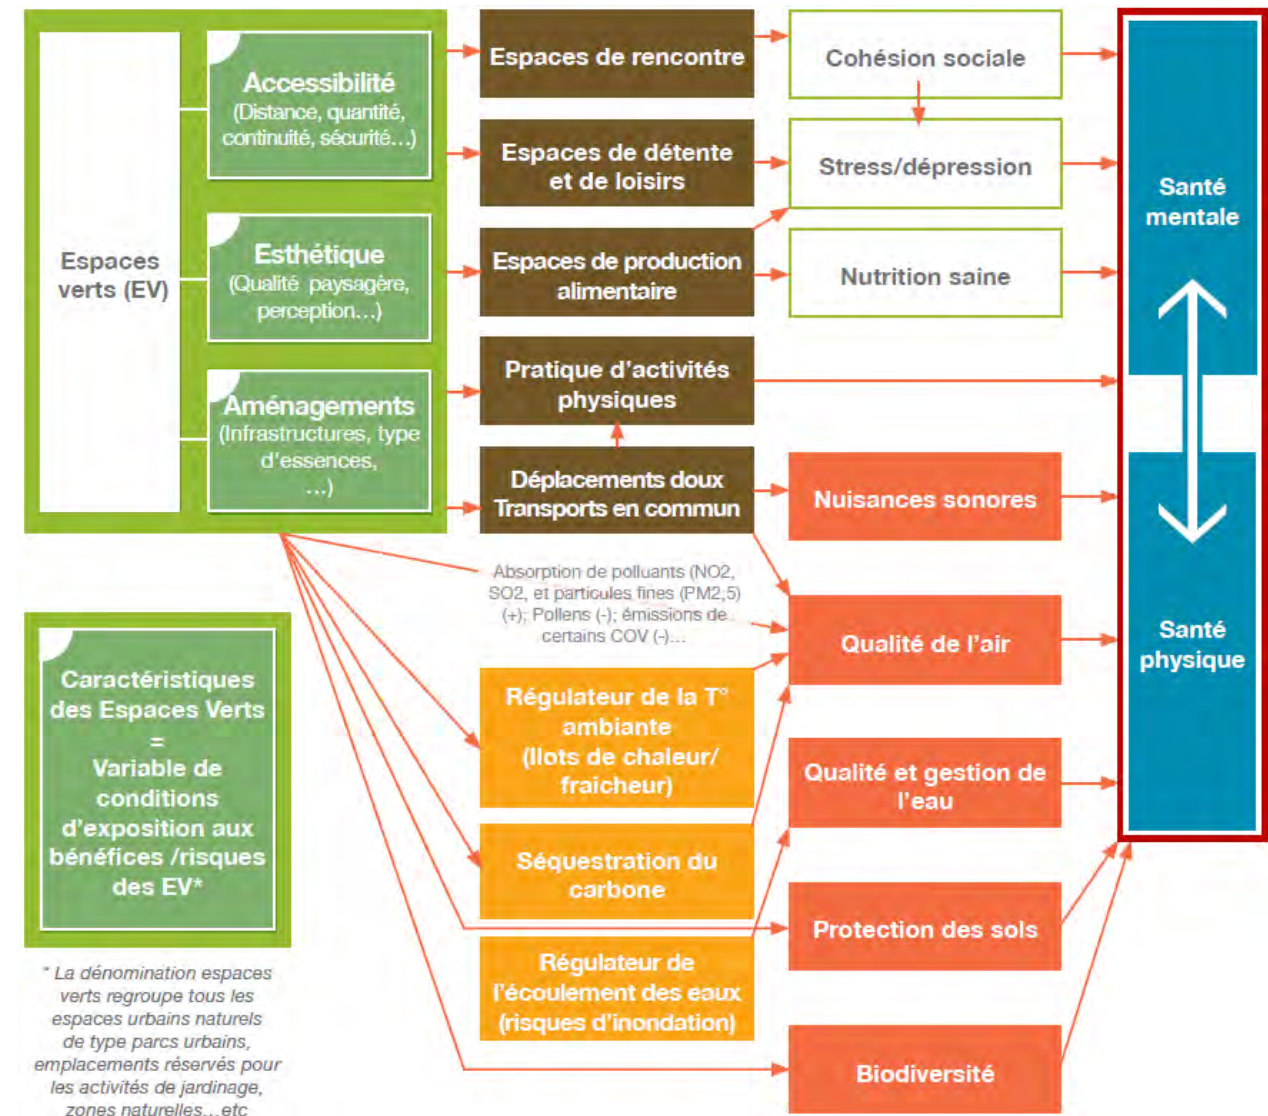 Espaces
verts (EV)
Accessibilité
(Distance, quantité,
continuité, sécurité…)
Esthétique
(Qualité paysagère,
perception…)
Aménagements
(Infrastructures, type
d'essences,
…)
Espaces de rencontre
Espaces de détente
et de loisirs
Espaces de production
alimentaire
Pratique d'activités
physiques
Déplacements doux
Transports en commun
Cohésion sociale
Stress/dépression
Nutrition saine
Nuisances sonores
Absorption de polluants (NO2,
SO2, et particules fines (PM2,5)
(+); Pollens (-); émissions de
certains COV (-)…
Qualité de l'air
Régulateur de la T°
ambiante
(Ilots de chaleur/
fraicheur)
Qualité et gestion de
l'eau
Séquestration du
carbone
Protection des sols
Régulateur de
l'écoulement des eaux
(risques d'inondation)
Biodiversité
Santé
mentale
Santé
physique
Caractéristiques
des Espaces Verts
=
Variable de
conditions
d'exposition aux
bénéfices /risques
des EV*
* La dénomination espaces
verts regroupe tous les
espaces urbains naturels
de type parcs urbains,
emplacements réservés pour
les activités de jardinage,
zones naturelles…etc